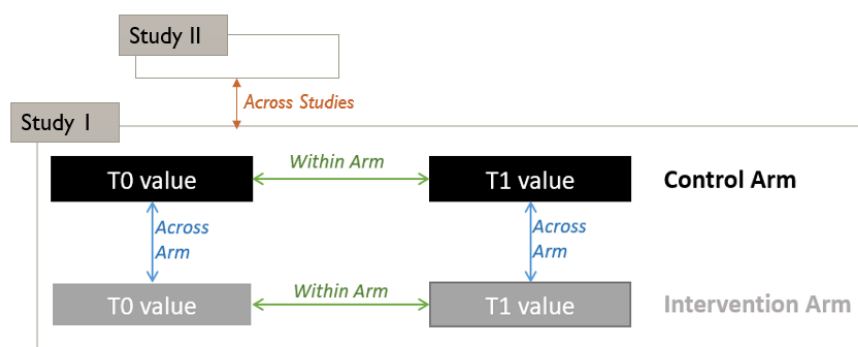 Study II
Across Studies
Study I
T0 value
Within Arm
T1 value
Control Arm
Across
Arm
Across
Arm
T0 value
Within Arm
T1 value
Intervention Arm